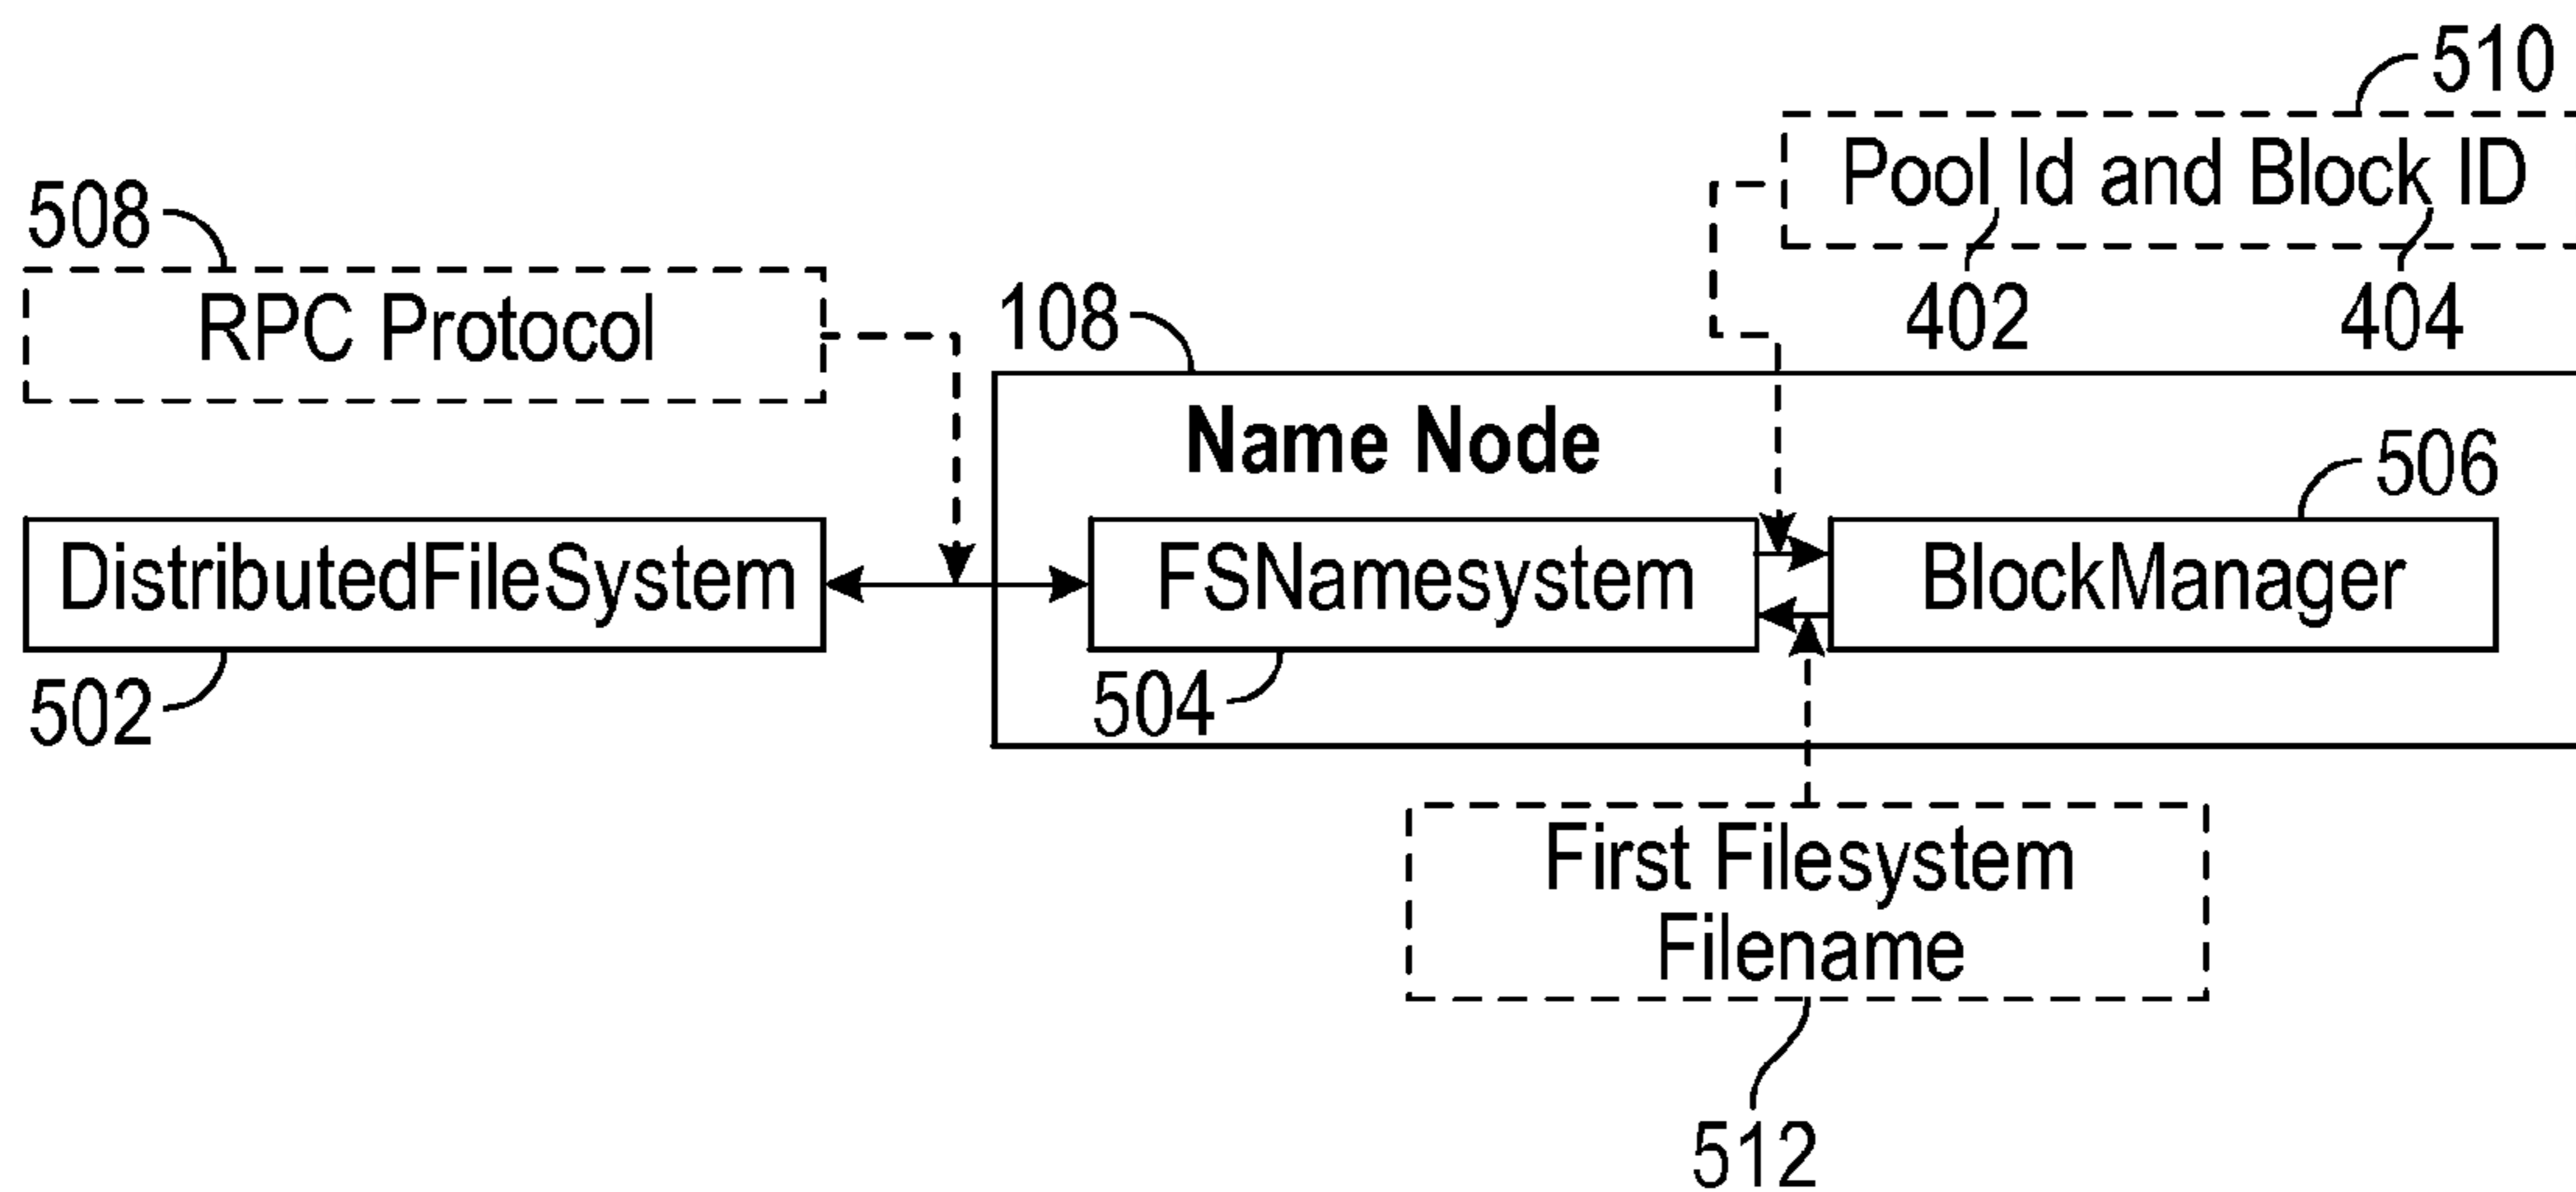 510
Pool Id and Block ID
508
402
404
RPC Protocol
108
Name Node
506
DistributedFileSystem
FSNamesystem
BlockManager
502
504
First Filesystem
Filename
512